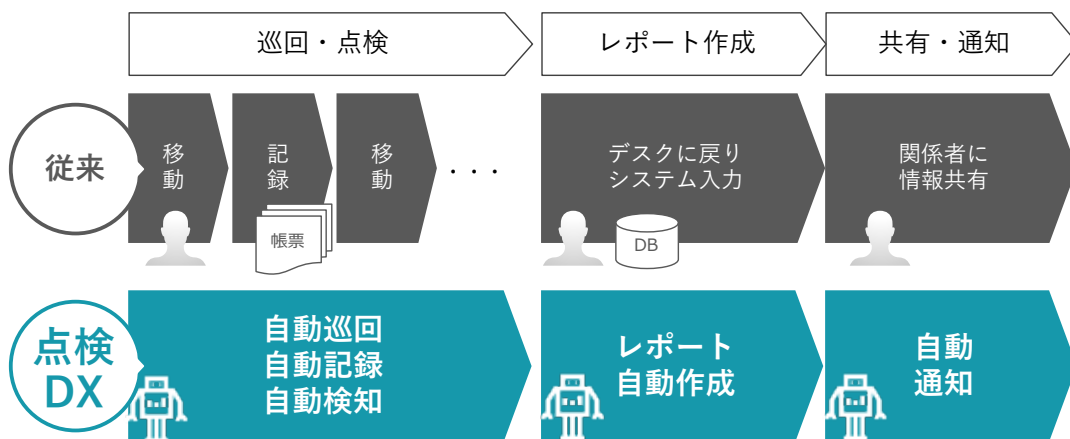 巡回・点検
レポート作成
共有・通知
従来
移動
記録
移動
・・・
帳票
デスクに戻り
システム入力
DB
関係者に
情報共有
点検
DX
自動巡回
自動記録
自動検知
レポート
自動作成
自動
通知